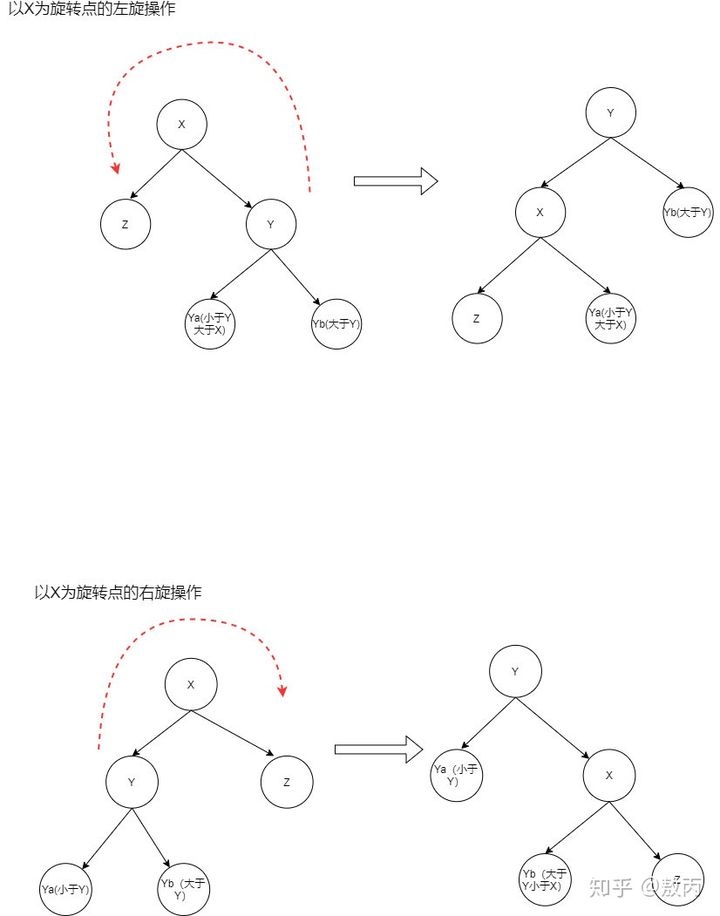 以X为旋转点的左旋操作
X
Y
Z
Y
X
Yb(大于Y)
Ya(小于Y
大于X)
Yb(大于Y)
Z
Ya(小于Y
大于X)
以X为旋转点的右旋操作
X
Y
Y
Z
Ya（小于
Y）
X
Ya(小于Y)
Yb（大于
Y）
Yb（大于
Y小于X）
Z
知乎 @敖丙